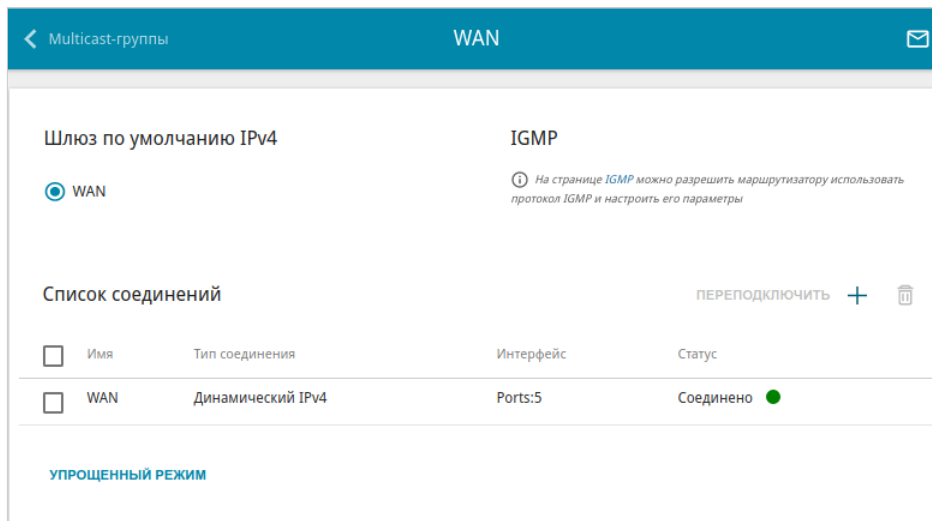 Multicast-группы
WAN
Шлюз по умолчанию IPv4
IGMP
WAN
На странице IGMP можно разрешить маршрутизатору использовать
протокол IGMP и настроить его параметры
Список соединений
ПЕРЕПОДКЛЮЧИТЬ
Имя Тип соединения Интерфейс Статус
WAN Динамический IPv4 Ports:5 Соединено
УПРОЩЕННЫЙ РЕЖИМ